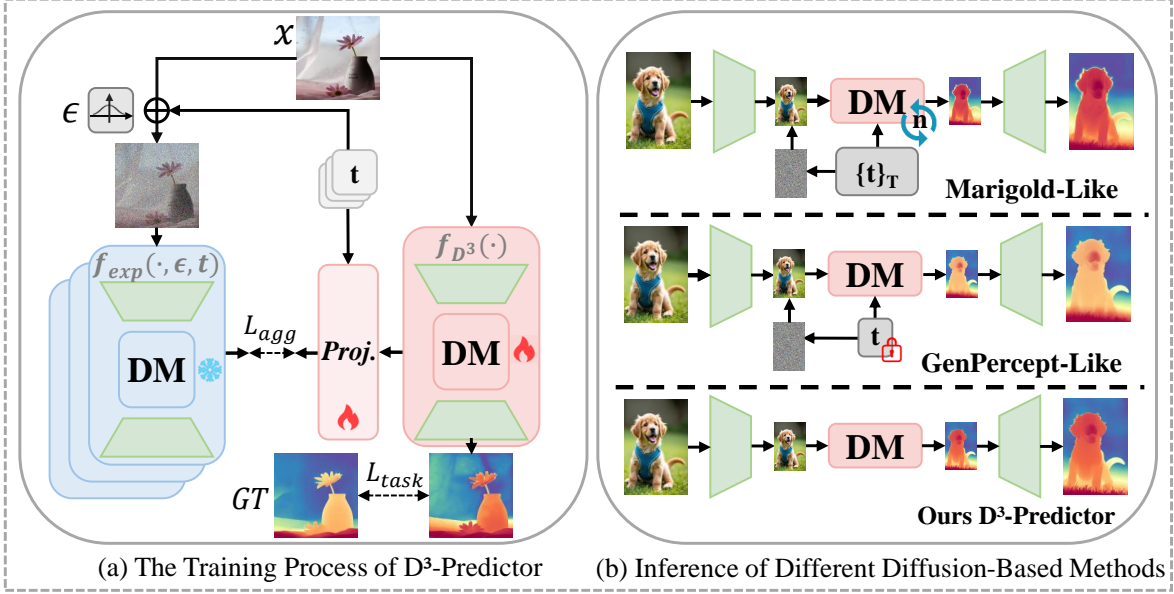 x
ϵ
t
f_exp(·, ϵ, t)
f_D³(·)
DM
L_agg
Proj.
DM
GT
L_task
(a) The Training Process of D³-Predictor
DM
n
{t}_T
Marigold-Like
DM
t
GenPercept-Like
DM
Ours D³-Predictor
(b) Inference of Different Diffusion-Based Methods